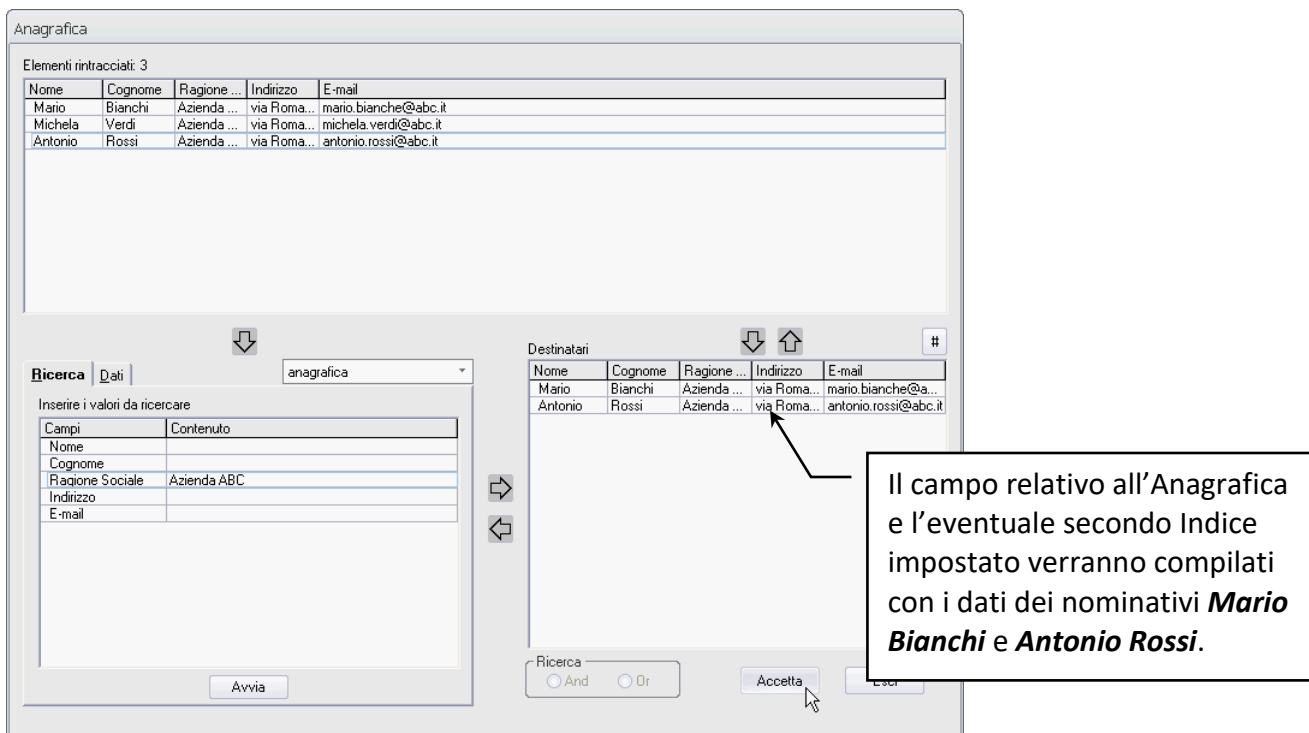 Anagrafica
Elementi rintracciati: 3
Nome Cognome Ragione ... Indirizzo E-mail
Mario Bianchi Azienda ... via Roma... mario.bianche@abc.it
Michela Verdi Azienda ... via Roma... michela.verdi@abc.it
Antonio Rossi Azienda ... via Roma... antonio.rossi@abc.it
Ricerca Dati anagrafica
Inserire i valori da ricercare
Campi Contenuto
Nome
Cognome
Ragione Sociale Azienda ABC
Indirizzo
E-mail
Avvia
Destinatari #
Nome Cognome Ragione ... Indirizzo E-mail
Mario Bianchi Azienda ... via Roma... mario.bianche@a...
Antonio Rossi Azienda ... via Roma... antonio.rossi@abc.it
Ricerca
And Or
Accetta
Il campo relativo all’Anagrafica
e l’eventuale secondo Indice
impostato verranno compilati
con i dati dei nominativi Mario
Bianchi e Antonio Rossi.